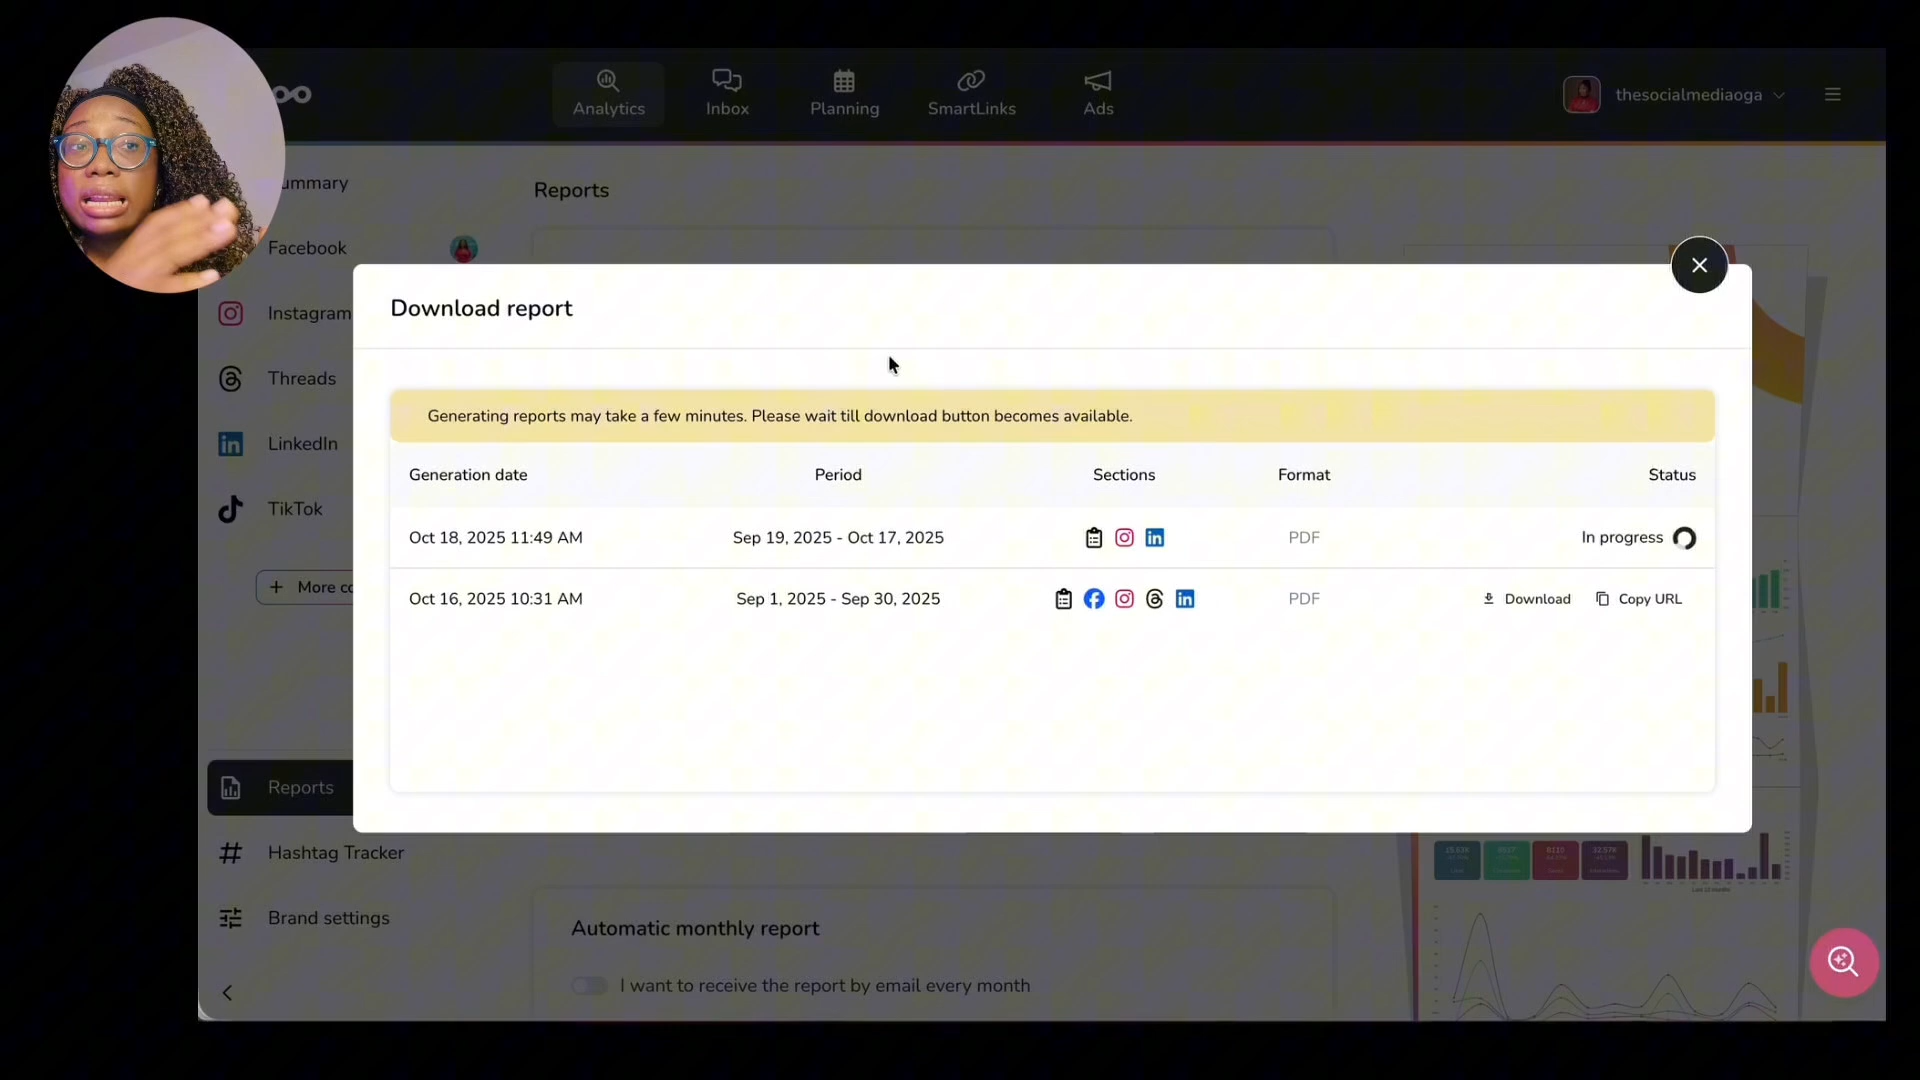 Analytics
Inbox
Planning
SmartLinks
Ads
thesocialmediaoga
ummary
Reports
Facebook
Instagram
Threads
LinkedIn
TikTok
+ More co
Download report
Generating reports may take a few minutes. Please wait till download button becomes available.
Generation date Period Sections Format Status
Oct 18, 2025 11:49 AM Sep 19, 2025 - Oct 17, 2025 PDF In progress
Oct 16, 2025 10:31 AM Sep 1, 2025 - Sep 30, 2025 PDF Download Copy URL
Reports
Hashtag Tracker
Brand settings
Automatic monthly report
I want to receive the report by email every month